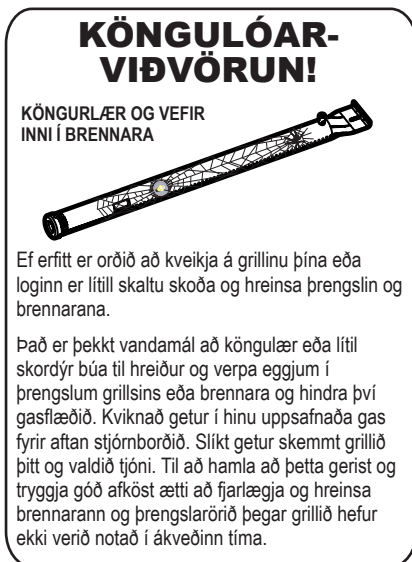 KÖNGULÓAR-
VIÐVÖRUN!
KÖNGURLÆR OG VEFIR
INNI Í BRENNARA
Ef erfitt er orðið að kveikja á grillinu þína eða
loginn er lítill skaltu skoða og hreinsa þrengslin og
brennarana.
Það er þekkt vandamál að köngulær eða lítil
skordýr búa til hreiður og verpa eggjum í
þrengslum grillsins eða brennara og hindra því
gasflæðið. Kviknað getur í hinu uppsafnaða gas
fyrir aftan stjórnborðið. Slíkt getur skemmt grillið
þitt og valdið tjóni. Til að hamla að þetta gerist og
tryggja góð afköst ætti að fjarlægja og hreinsa
brennarann og þrengslarörið þegar grillið hefur
ekki verið notað í ákveðinn tíma.